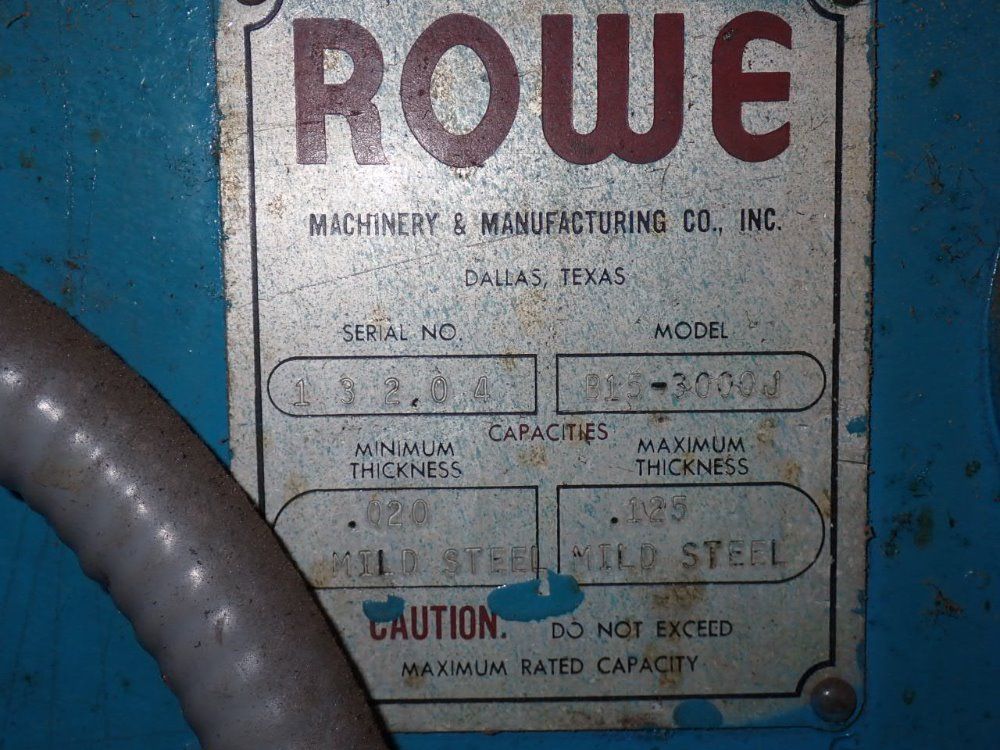 ROWE
MACHINERY & MANUFACTURING CO., INC.
DALLAS, TEXAS
SERIAL NO. MODEL
13204 B15-3000J
CAPACITIES
MINIMUM THICKNESS MAXIMUM THICKNESS
.020 .125
MILD STEEL MILD STEEL
CAUTION. DO NOT EXCEED
MAXIMUM RATED CAPACITY